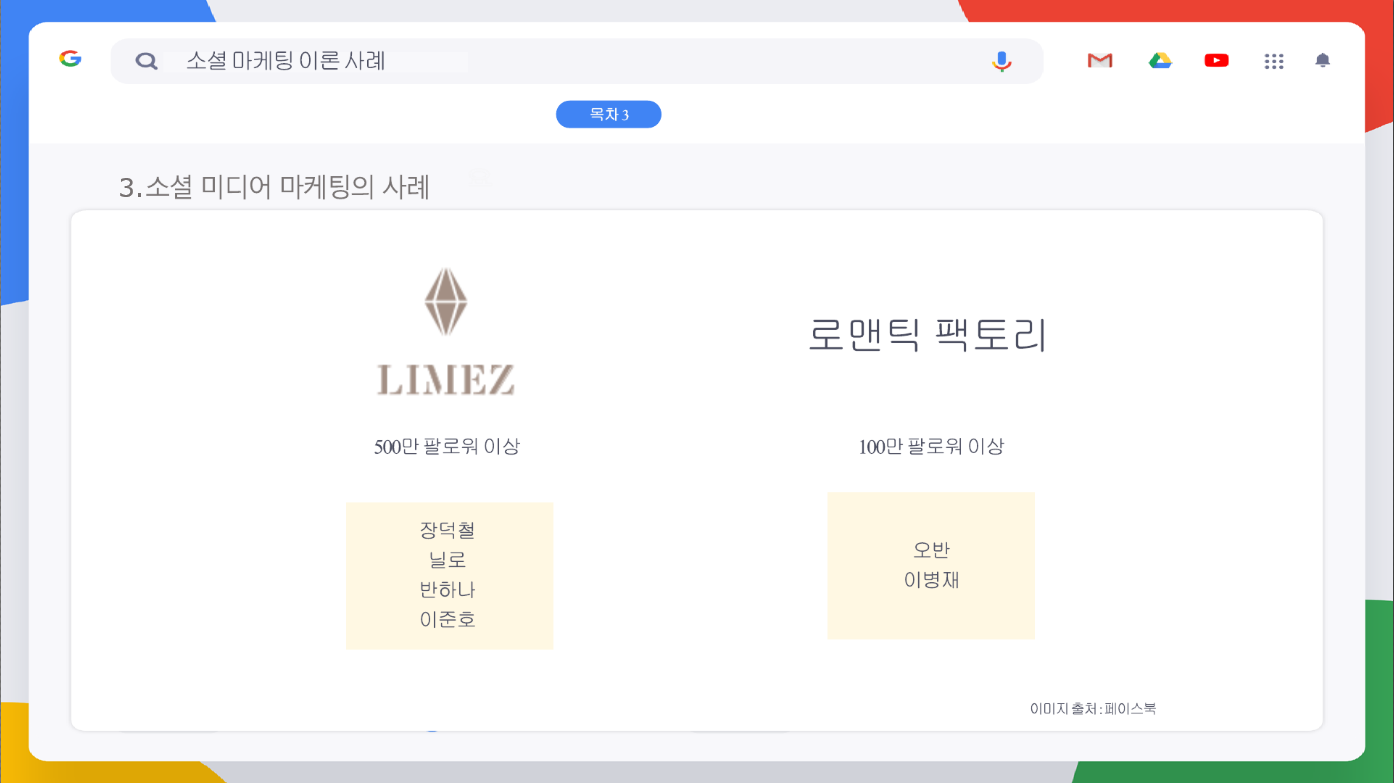 소셜 마케팅 이론 사례
목차 3
3.소셜 미디어 마케팅의 사례
LIMEZ
로맨틱 팩토리
500만 팔로워 이상
100만 팔로워 이상
장덕철
닐로
반하나
이준호
오반
이병재
이미지 출처 : 페이스북